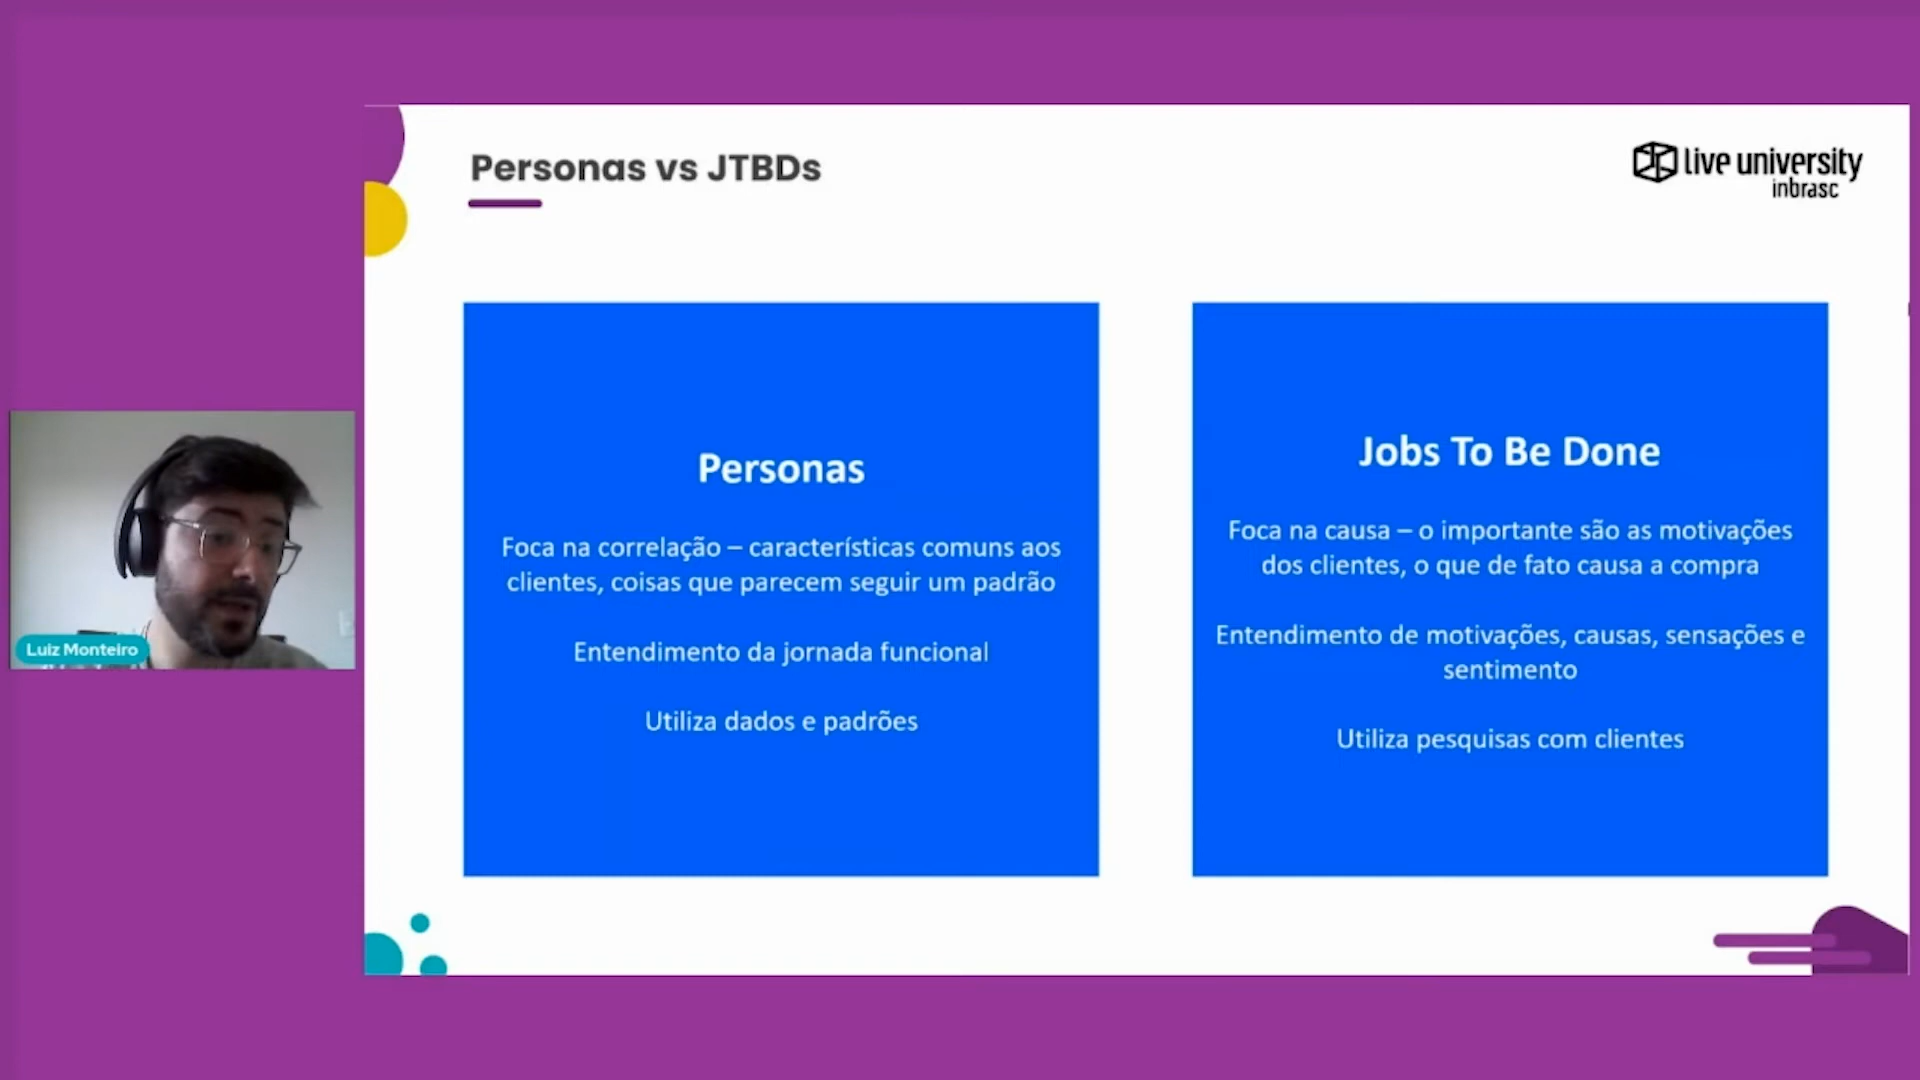 Personas vs JTBDs
live university
inbrasc
Personas
Foca na correlação – características comuns aos
clientes, coisas que parecem seguir um padrão
Entendimento da jornada funcional
Utiliza dados e padrões
Jobs To Be Done
Foca na causa – o importante são as motivações
dos clientes, o que de fato causa a compra
Entendimento de motivações, causas, sensações e
sentimento
Utiliza pesquisas com clientes
Luiz Monteiro